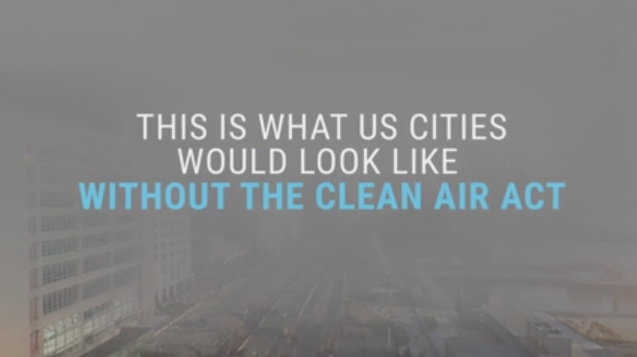 THIS IS WHAT US CITIES
WOULD LOOK LIKE
WITHOUT THE CLEAN AIR ACT